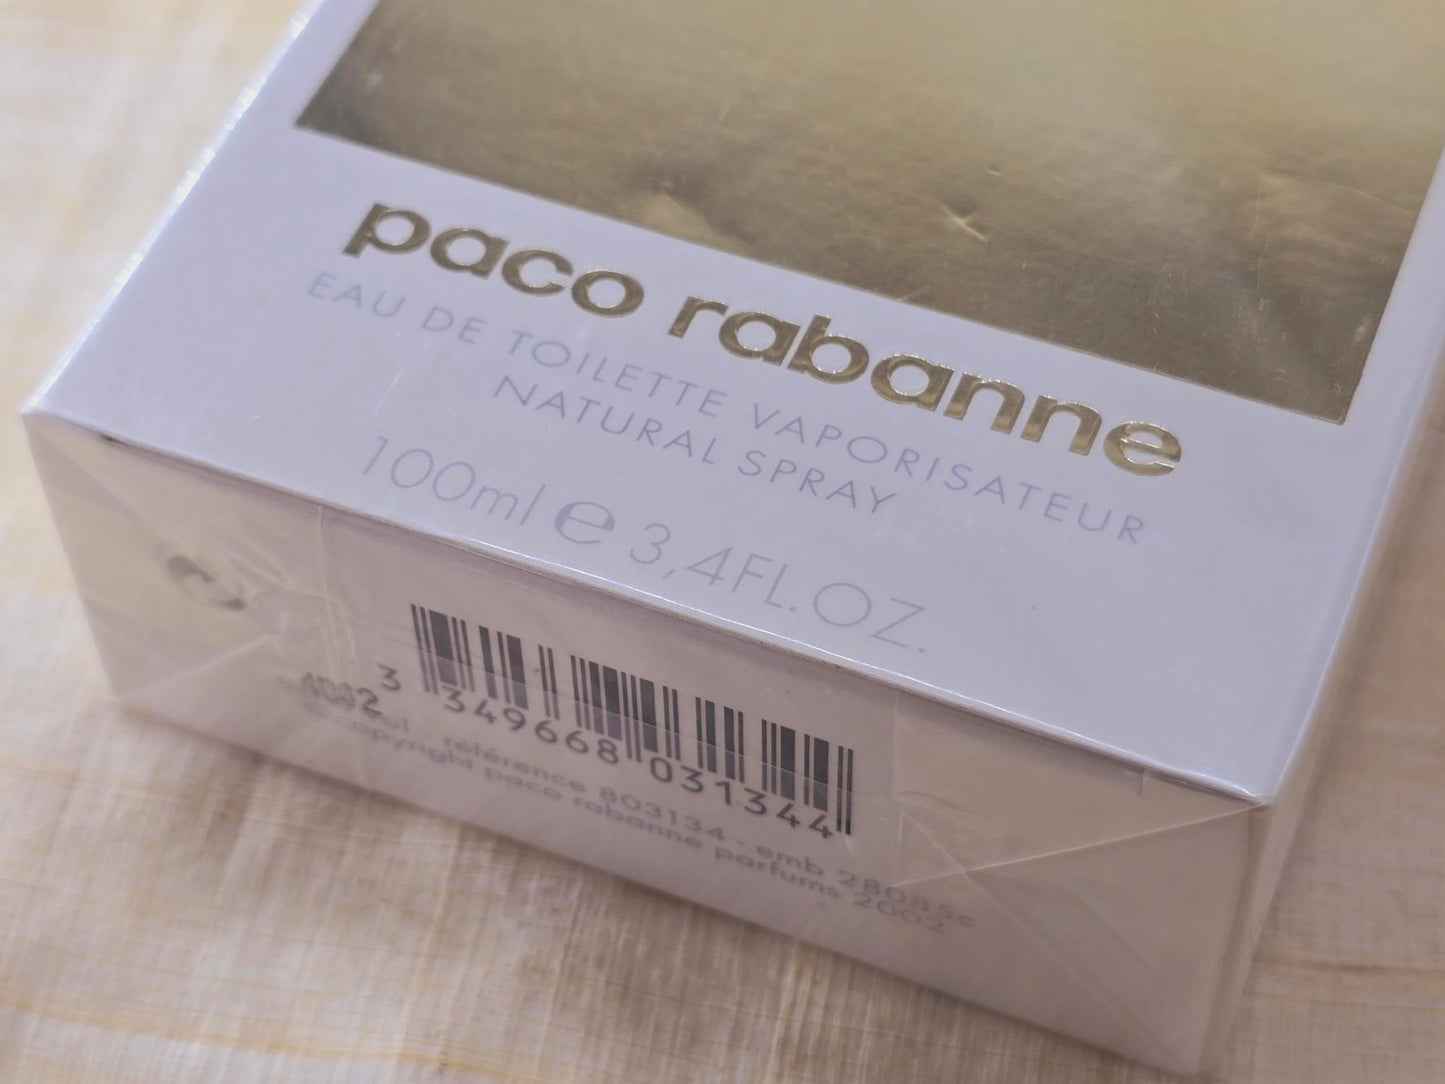 paco rabanne
EAU DE TOILETTE VAPORISATEUR
NATURAL SPRAY
100ml e 3,4FL.OZ.
3 349668 031344
4D42
référence 803134 - emb 28085c
copyright paco rabanne parfums 2002